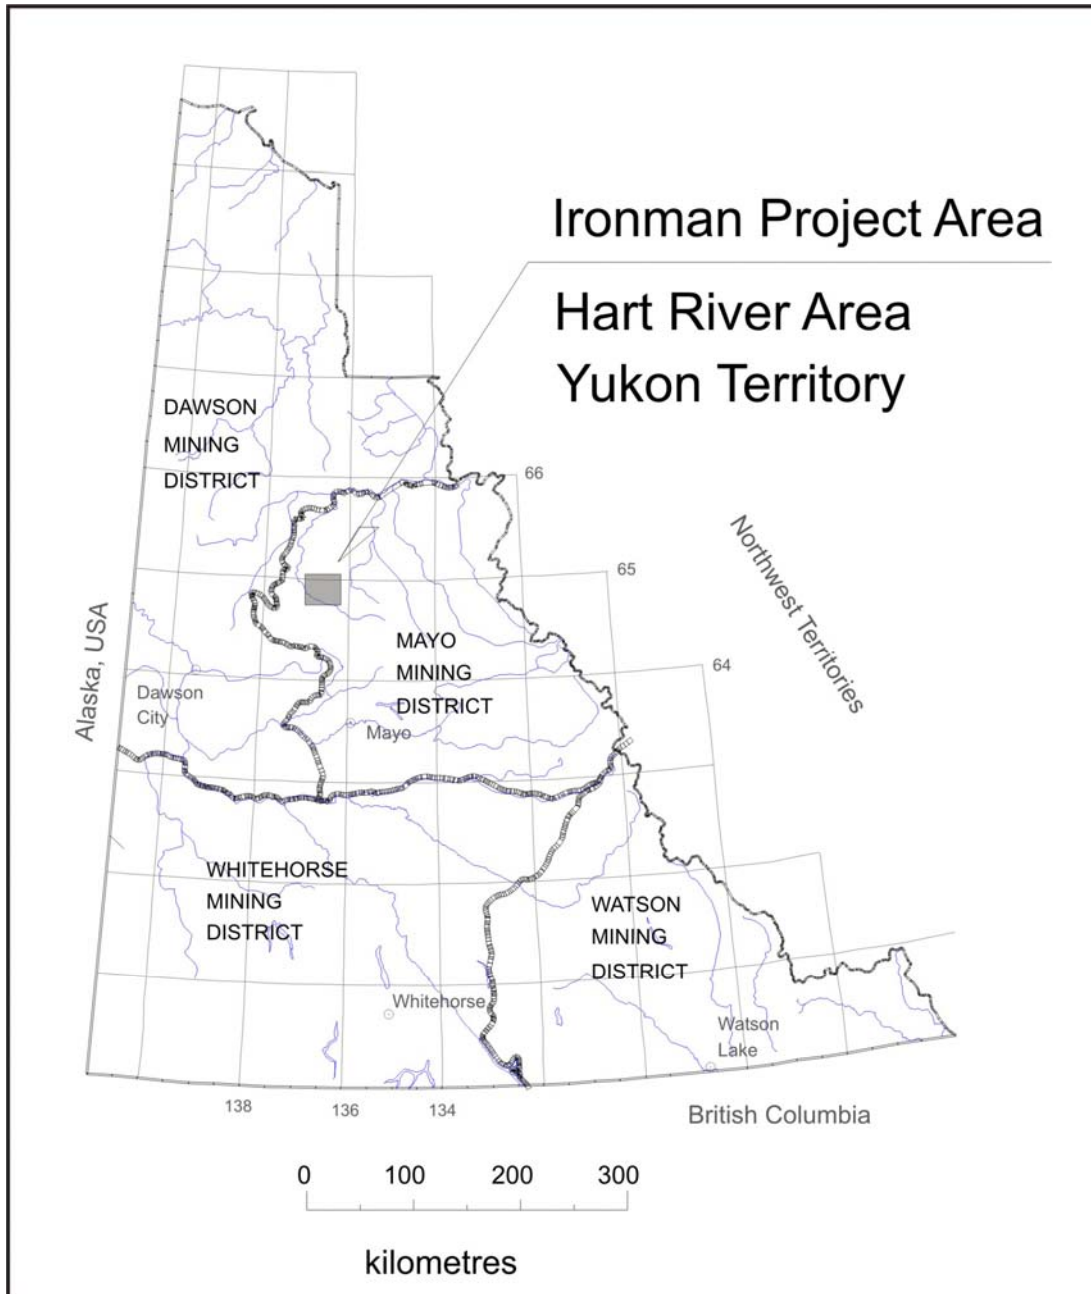 Ironman Project Area
Hart River Area
Yukon Territory
DAWSON
MINING
DISTRICT
66
65
64
Northwest Territories
Alaska, USA
MAYO
MINING
DISTRICT
Dawson
City
Mayo
WHITEHORSE
MINING
DISTRICT
WATSON
MINING
DISTRICT
Whitehorse
Watson
Lake
138
136
134
British Columbia
0 100 200 300
kilometres